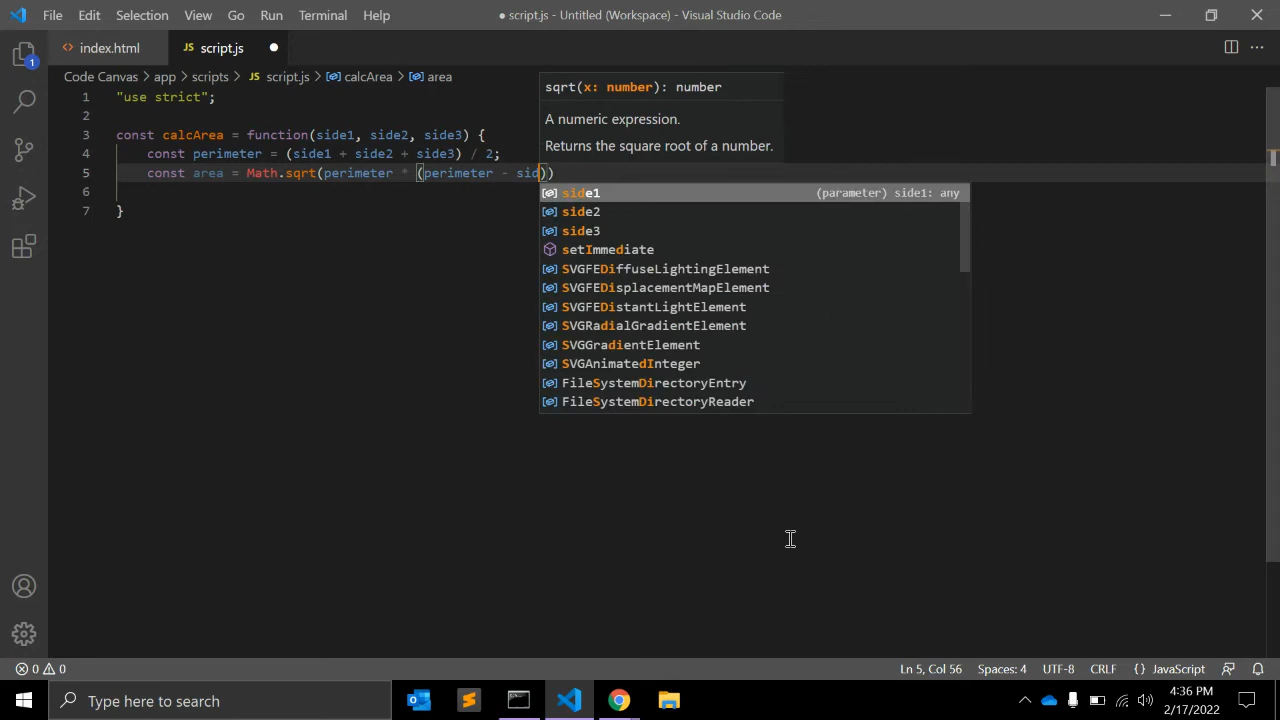 File Edit Selection View Go Run Terminal Help
● script.js - Untitled (Workspace) - Visual Studio Code
<> index.html
JS script.js
1
Code Canvas > app > scripts > JS script.js > calcArea > area
1 "use strict";
2
3 const calcArea = function(side1, side2, side3) {
4 const perimeter = (side1 + side2 + side3) / 2;
5 const area = Math.sqrt(perimeter * (perimeter - sid))
6
7 }
sqrt(x: number): number
A numeric expression.
Returns the square root of a number.
side1 (parameter) side1: any
side2
side3
setImmediate
SVGFEDiffuseLightingElement
SVGFEDisplacementMapElement
SVGFEDistantLightElement
SVGRadialGradientElement
SVGGradientElement
SVGAnimatedInteger
FileSystemDirectoryEntry
FileSystemDirectoryReader
0 0
Ln 5, Col 56 Spaces: 4 UTF-8 CRLF {} JavaScript
Type here to search
4:36 PM
2/17/2022